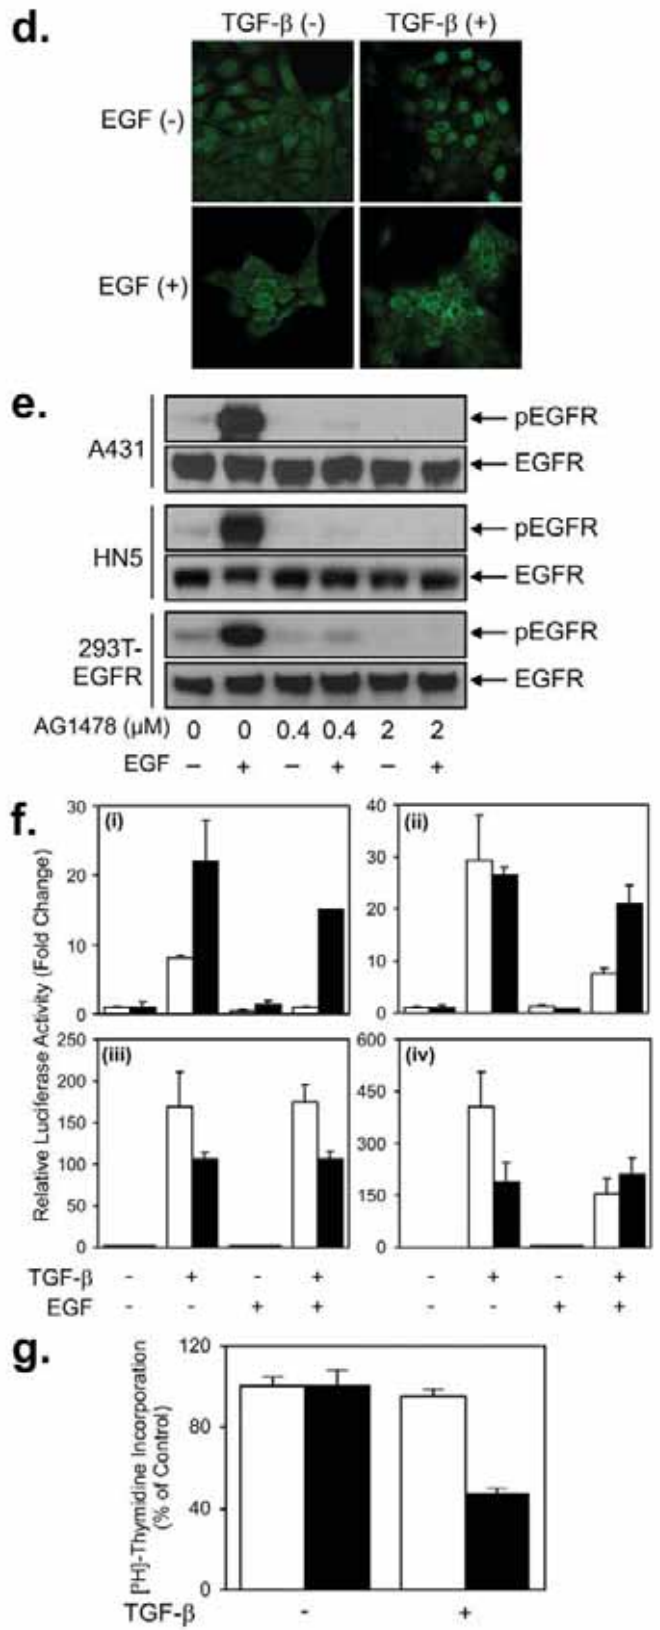 d.
TGF-β (-) TGF-β (+)
EGF (-)
EGF (+)
e.
A431
pEGFR
EGFR
HN5
pEGFR
EGFR
293T-
EGFR
pEGFR
EGFR
AG1478 (μM) 0 0 0.4 0.4 2 2
EGF – + – + – +
f.
Relative Luciferase Activity (Fold Change)
(i)
30
20
10
0
(ii)
40
30
20
10
0
(iii)
250
200
150
100
50
0
(iv)
600
450
300
150
0
TGF-β - + - + - + - +
EGF - - + + - - + +
g.
[³H]-Thymidine Incorporation
(% of Control)
120
80
40
0
TGF-β - +